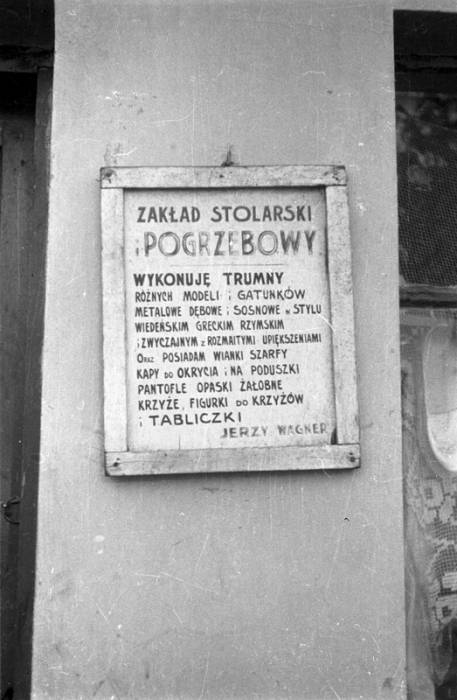 ZAKŁAD STOLARSKI
i POGRZEBOWY
WYKONUJĘ TRUMNY
RÓŻNYCH MODELI i GATUNKÓW
METALOWE DĘBOWE i SOSNOWE W STYLU
WIEDEŃSKIM GRECKIM RZYMSKIM
i ZWYCZAJNYM z ROZMAITYMI UPIĘKSZENIAMI
ORAZ POSIADAM WIANKI SZARFY
KAPY DO OKRYCIA i NA PODUSZKI
PANTOFLE OPASKI ŻAŁOBNE
KRZYŻE, FIGURKI DO KRZYŻÓW
i TABLICZKI
JERZY WAGNER